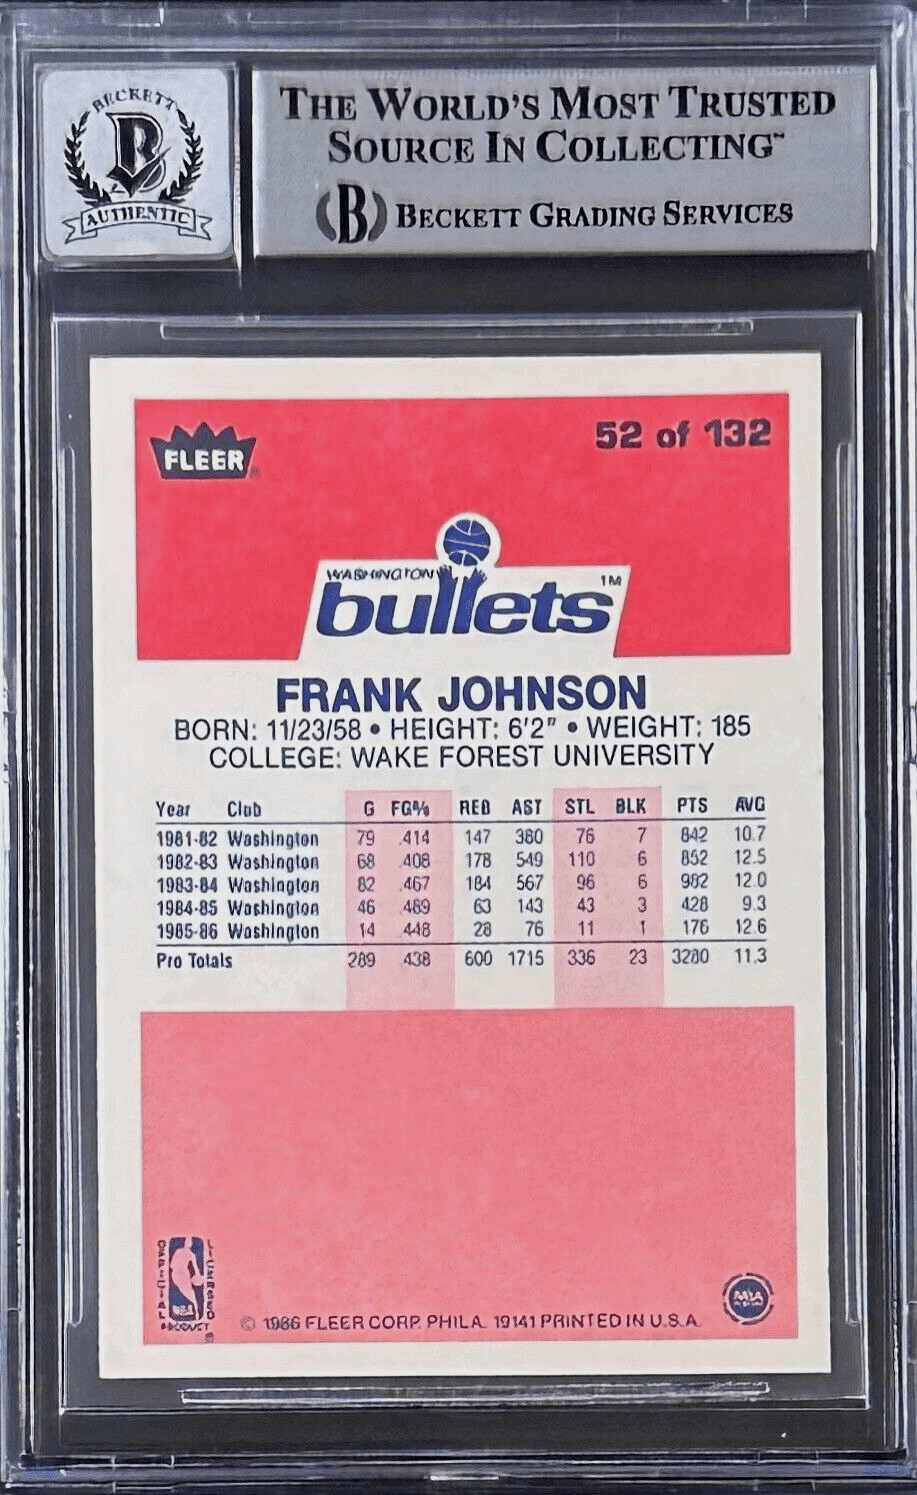 BECKETT
B
AUTHENTIC
THE WORLD'S MOST TRUSTED
SOURCE IN COLLECTING™
(B) BECKETT GRADING SERVICES
FLEER®
52 of 132
WASHINGTON
bullets™
FRANK JOHNSON
BORN: 11/23/58 • HEIGHT: 6'2" • WEIGHT: 185
COLLEGE: WAKE FOREST UNIVERSITY
Year Club G FG% REB AST STL BLK PTS AVG
1981-82 Washington 79 .414 147 380 76 7 842 10.7
1982-83 Washington 68 .408 178 549 110 6 852 12.5
1983-84 Washington 82 .467 184 567 96 6 982 12.0
1984-85 Washington 46 .489 63 143 43 3 428 9.3
1985-86 Washington 14 .448 28 76 11 1 176 12.6
Pro Totals 289 .438 600 1715 336 23 3280 11.3
OFFICIAL
LICENSED
NBA
PRODUCT
©
© 1986 FLEER CORP. PHILA. 19141 PRINTED IN U.S.A.